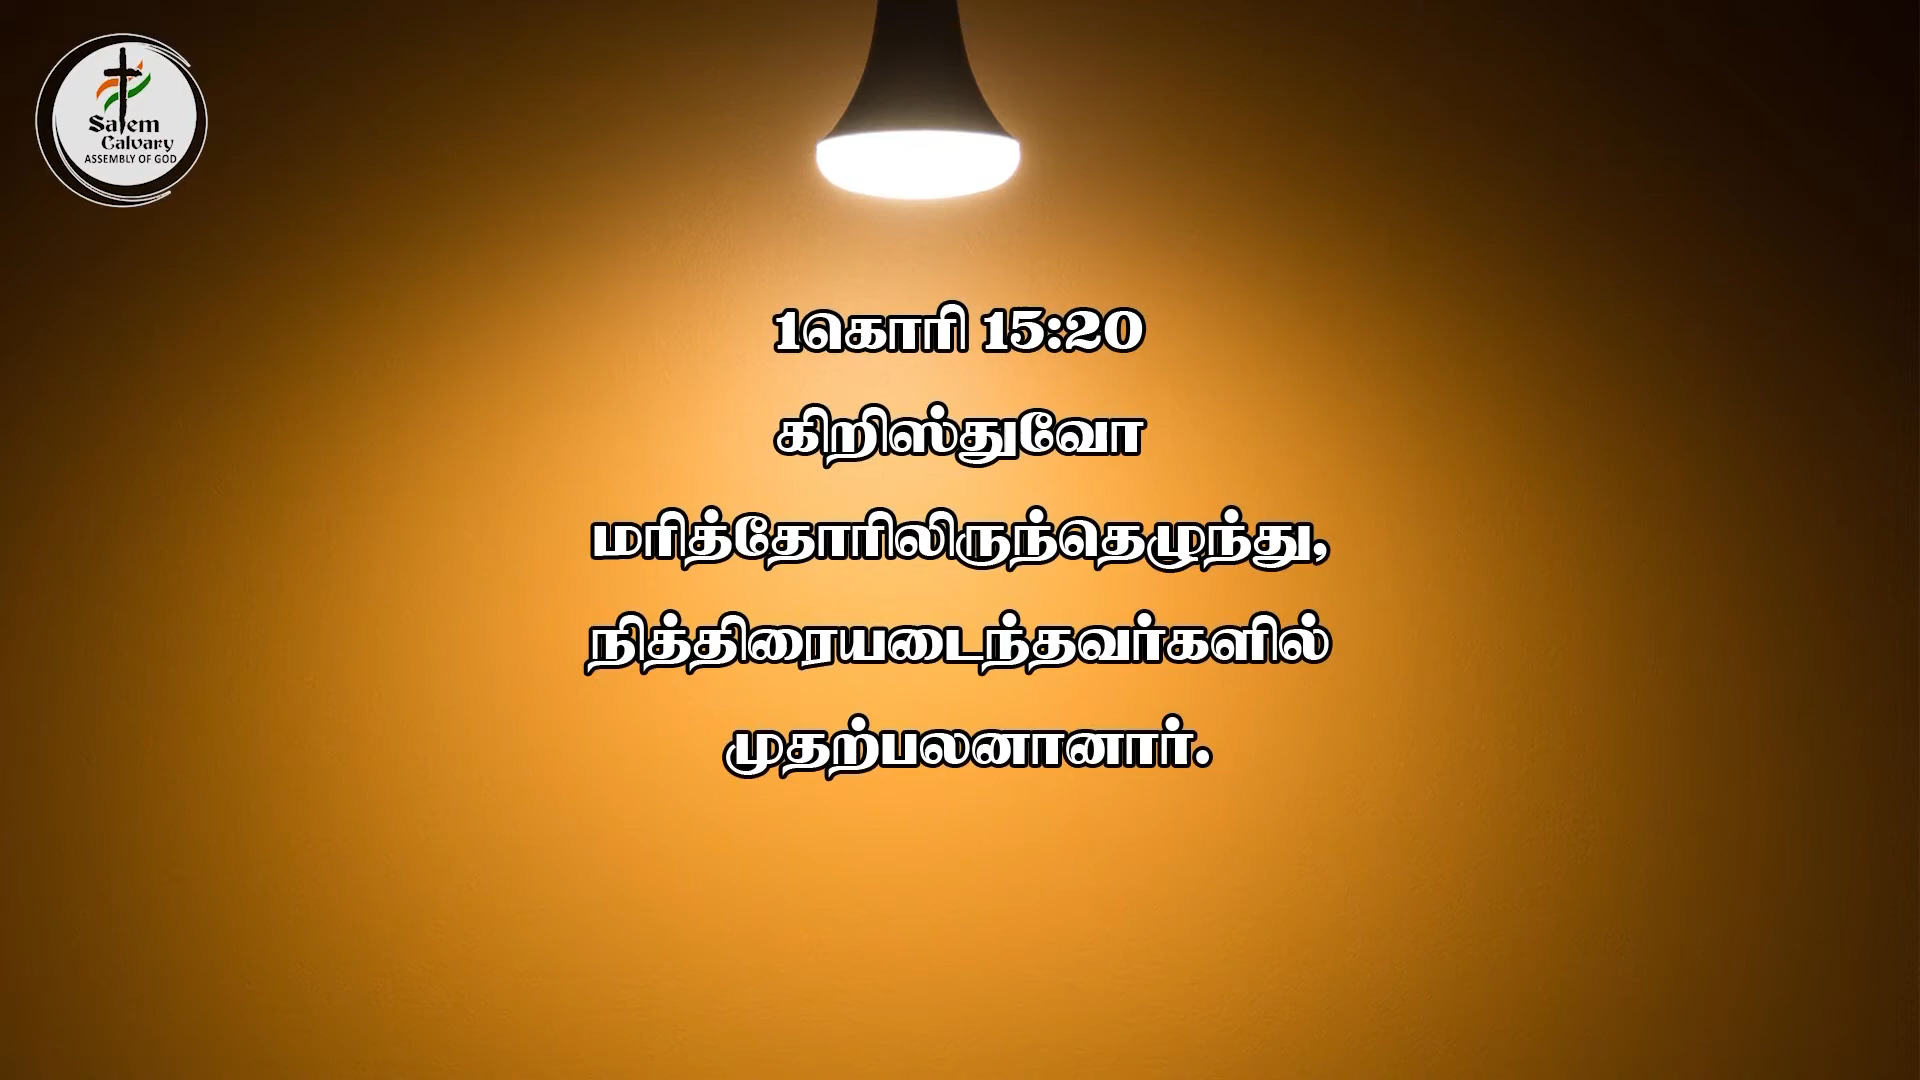 Salem
Calvary
ASSEMBLY OF GOD
1கொரி 15:20
கிறிஸ்துவோ
மரித்தோரிலிருந்தெழுந்து,
நித்திரையடைந்தவர்களில்
முதற்பலனானார்.